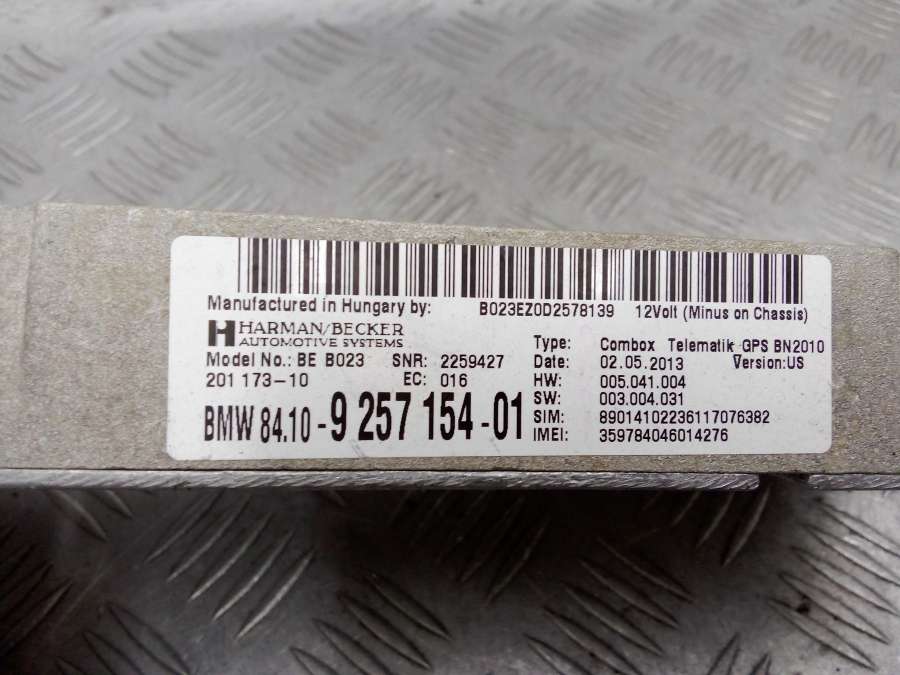 Manufactured in Hungary by: B023EZ0D2578139 12Volt (Minus on Chassis)
HARMAN/BECKER
AUTOMOTIVE SYSTEMS
Type: Combox Telematik GPS BN2010
Model No.: BE B023 SNR: 2259427 Date: 02.05.2013 Version:US
201 173-10 EC: 016 HW: 005.041.004
SW: 003.004.031
BMW 84.10-9 257 154-01 SIM: 89014102236117076382
IMEI: 359784046014276